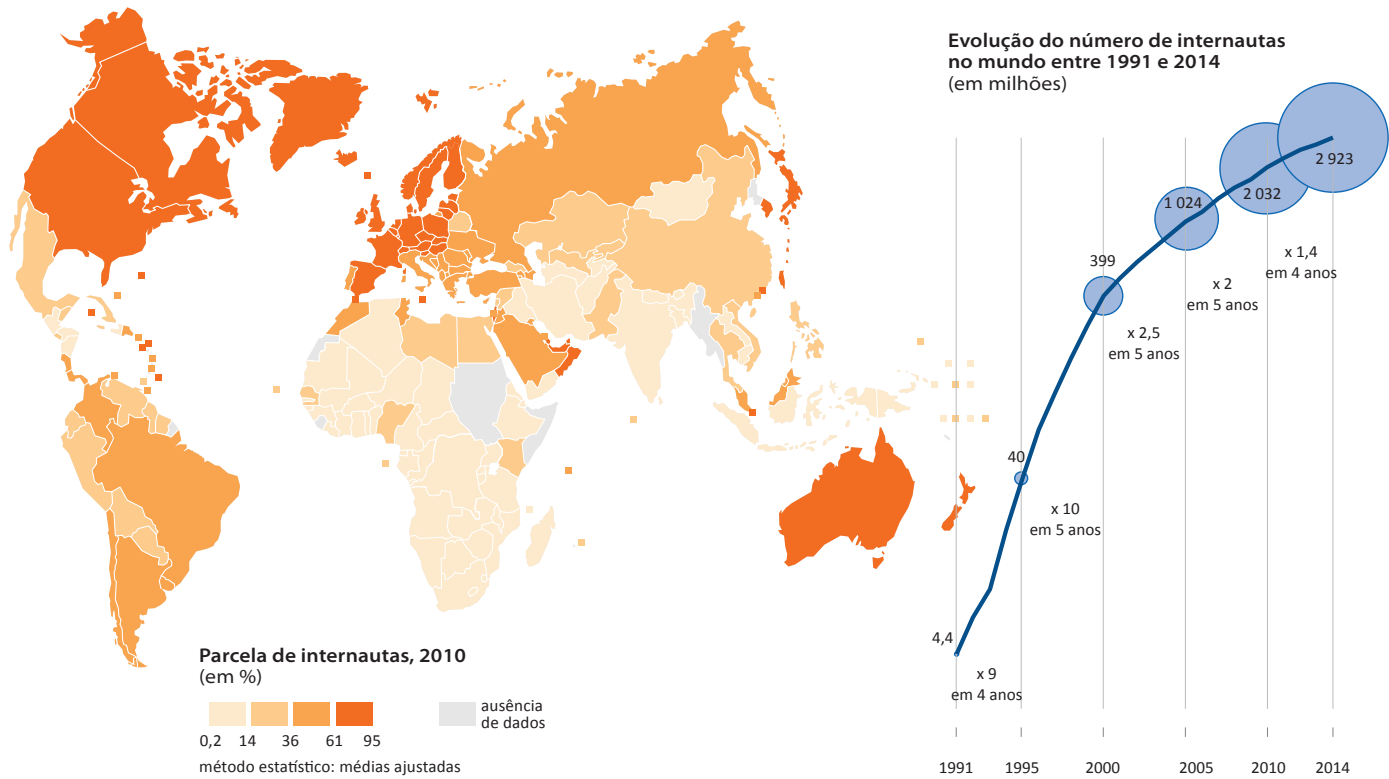 Evolução do número de internautas
no mundo entre 1991 e 2014
(em milhões)
2 923
2 032
1 024
399
x 1,4
em 4 anos
x 2
em 5 anos
x 2,5
em 5 anos
40
x 10
em 5 anos
4,4
x 9
em 4 anos
1991 1995 2000 2005 2010 2014
Parcela de internautas, 2010
(em %)
0,2 14 36 61 95
ausência
de dados
método estatístico: médias ajustadas